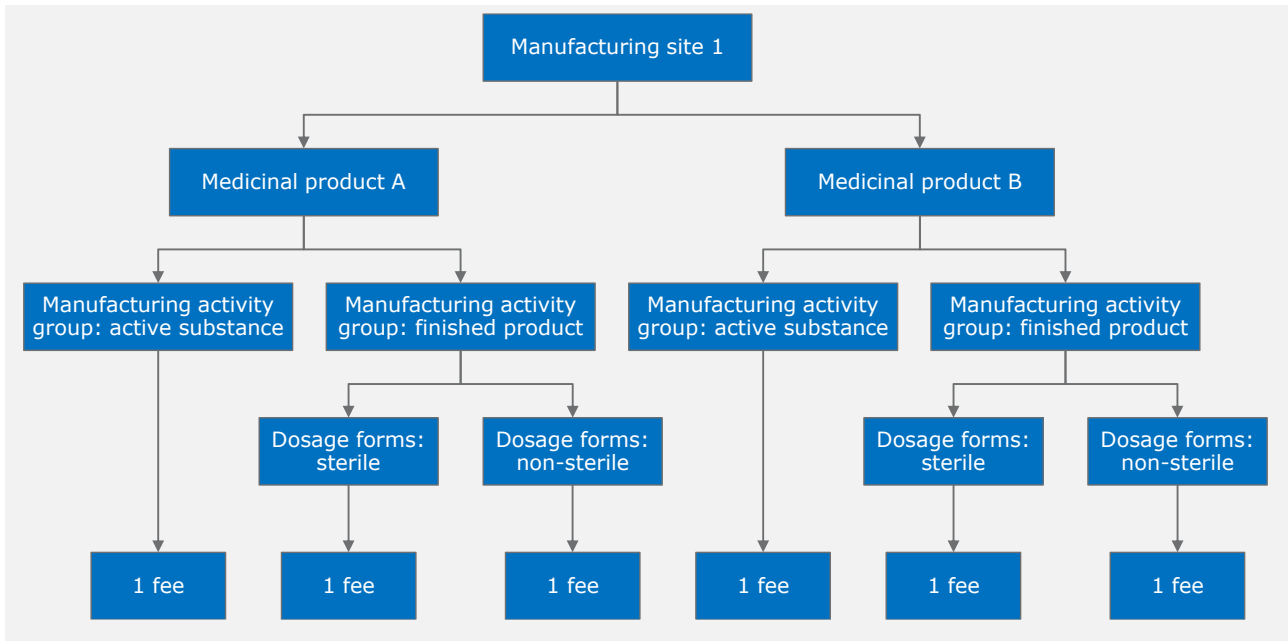 Manufacturing site 1
Medicinal product A
Medicinal product B
Manufacturing activity
group: active substance
Manufacturing activity
group: finished product
Manufacturing activity
group: active substance
Manufacturing activity
group: finished product
Dosage forms:
sterile
Dosage forms:
non-sterile
Dosage forms:
sterile
Dosage forms:
non-sterile
1 fee
1 fee
1 fee
1 fee
1 fee
1 fee